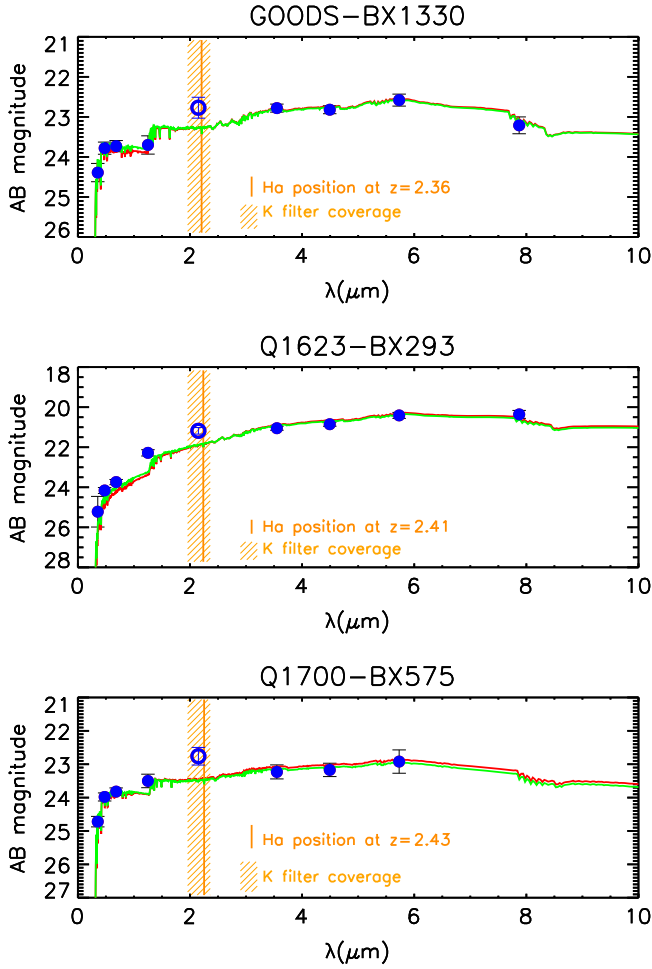 GOODS−BX1330
21
22
23
24
25
26
AB magnitude
Ha position at z=2.36
K filter coverage
0 2 4 6 8 10
λ(μm)
Q1623−BX293
18
20
22
24
26
28
AB magnitude
Ha position at z=2.41
K filter coverage
0 2 4 6 8 10
λ(μm)
Q1700−BX575
21
22
23
24
25
26
27
AB magnitude
Ha position at z=2.43
K filter coverage
0 2 4 6 8 10
λ(μm)